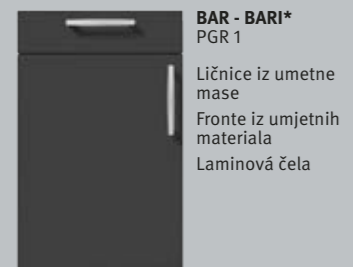 BAR - BARI*
PGR 1
Ličnice iz umetne
mase
Fronte iz umjetnih
materiala
Laminová čela